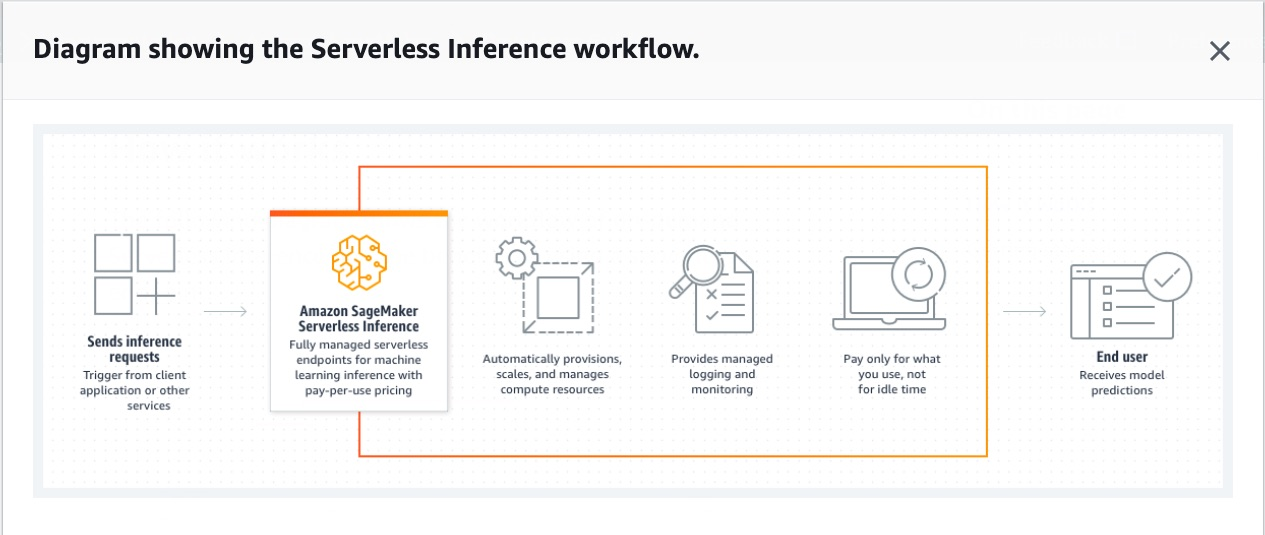 Diagram showing the Serverless Inference workflow.
Sends inference
requests
Trigger from client
application or other
services
Amazon SageMaker
Serverless Inference
Fully managed serverless
endpoints for machine
learning inference with
pay-per-use pricing
Automatically provisions,
scales, and manages
compute resources
Provides managed
logging and
monitoring
Pay only for what
you use, not
for idle time
End user
Receives model
predictions